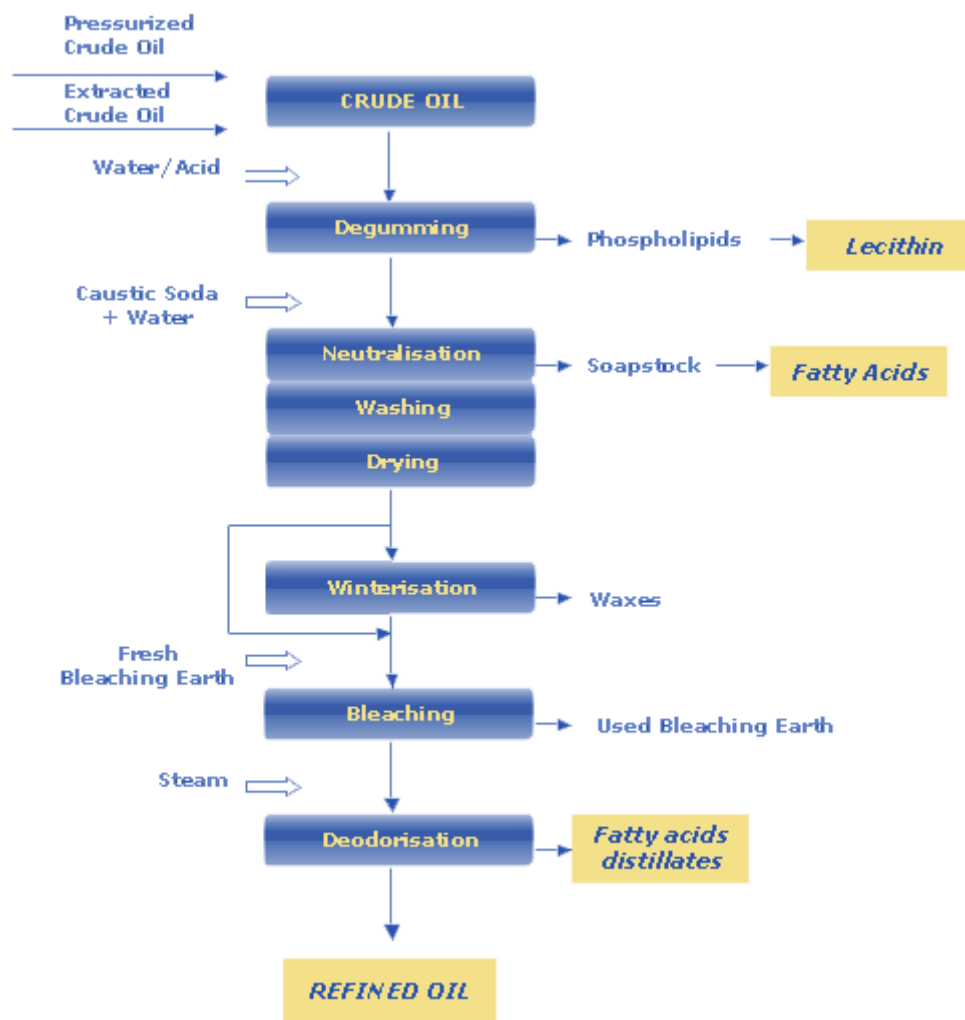 Pressurized
Crude Oil
Extracted
Crude Oil
CRUDE OIL
Water/Acid
Degumming
Phospholipids
Lecithin
Caustic Soda
+ Water
Neutralisation
Soapstock
Fatty Acids
Washing
Drying
Winterisation
Waxes
Fresh
Bleaching Earth
Bleaching
Used Bleaching Earth
Steam
Deodorisation
Fatty acids
distillates
REFINED OIL